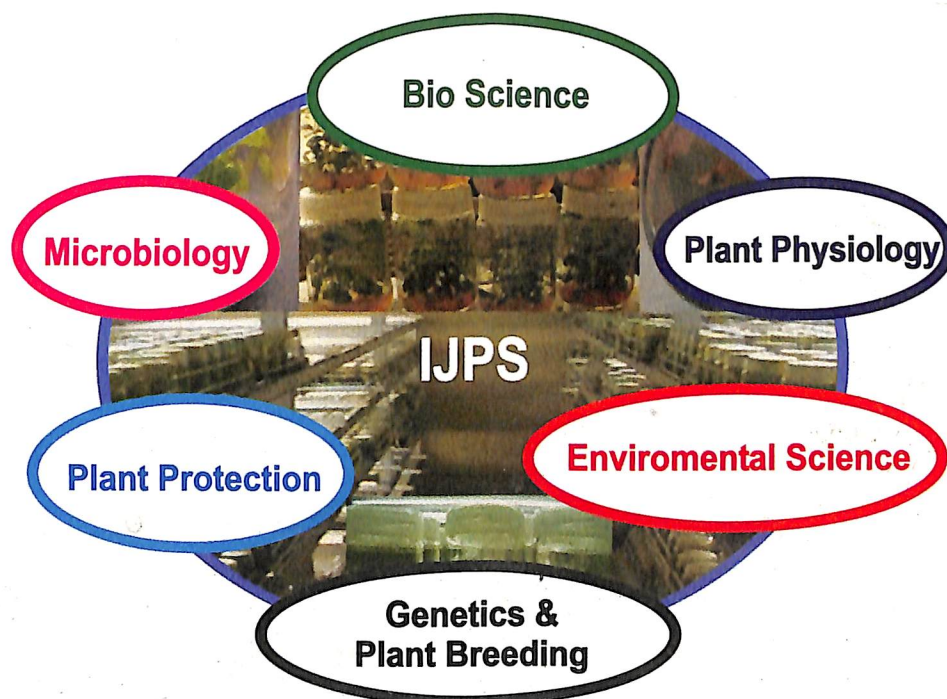 Bio Science
Microbiology
Plant Physiology
IJPS
Plant Protection
Enviromental Science
Genetics &
Plant Breeding